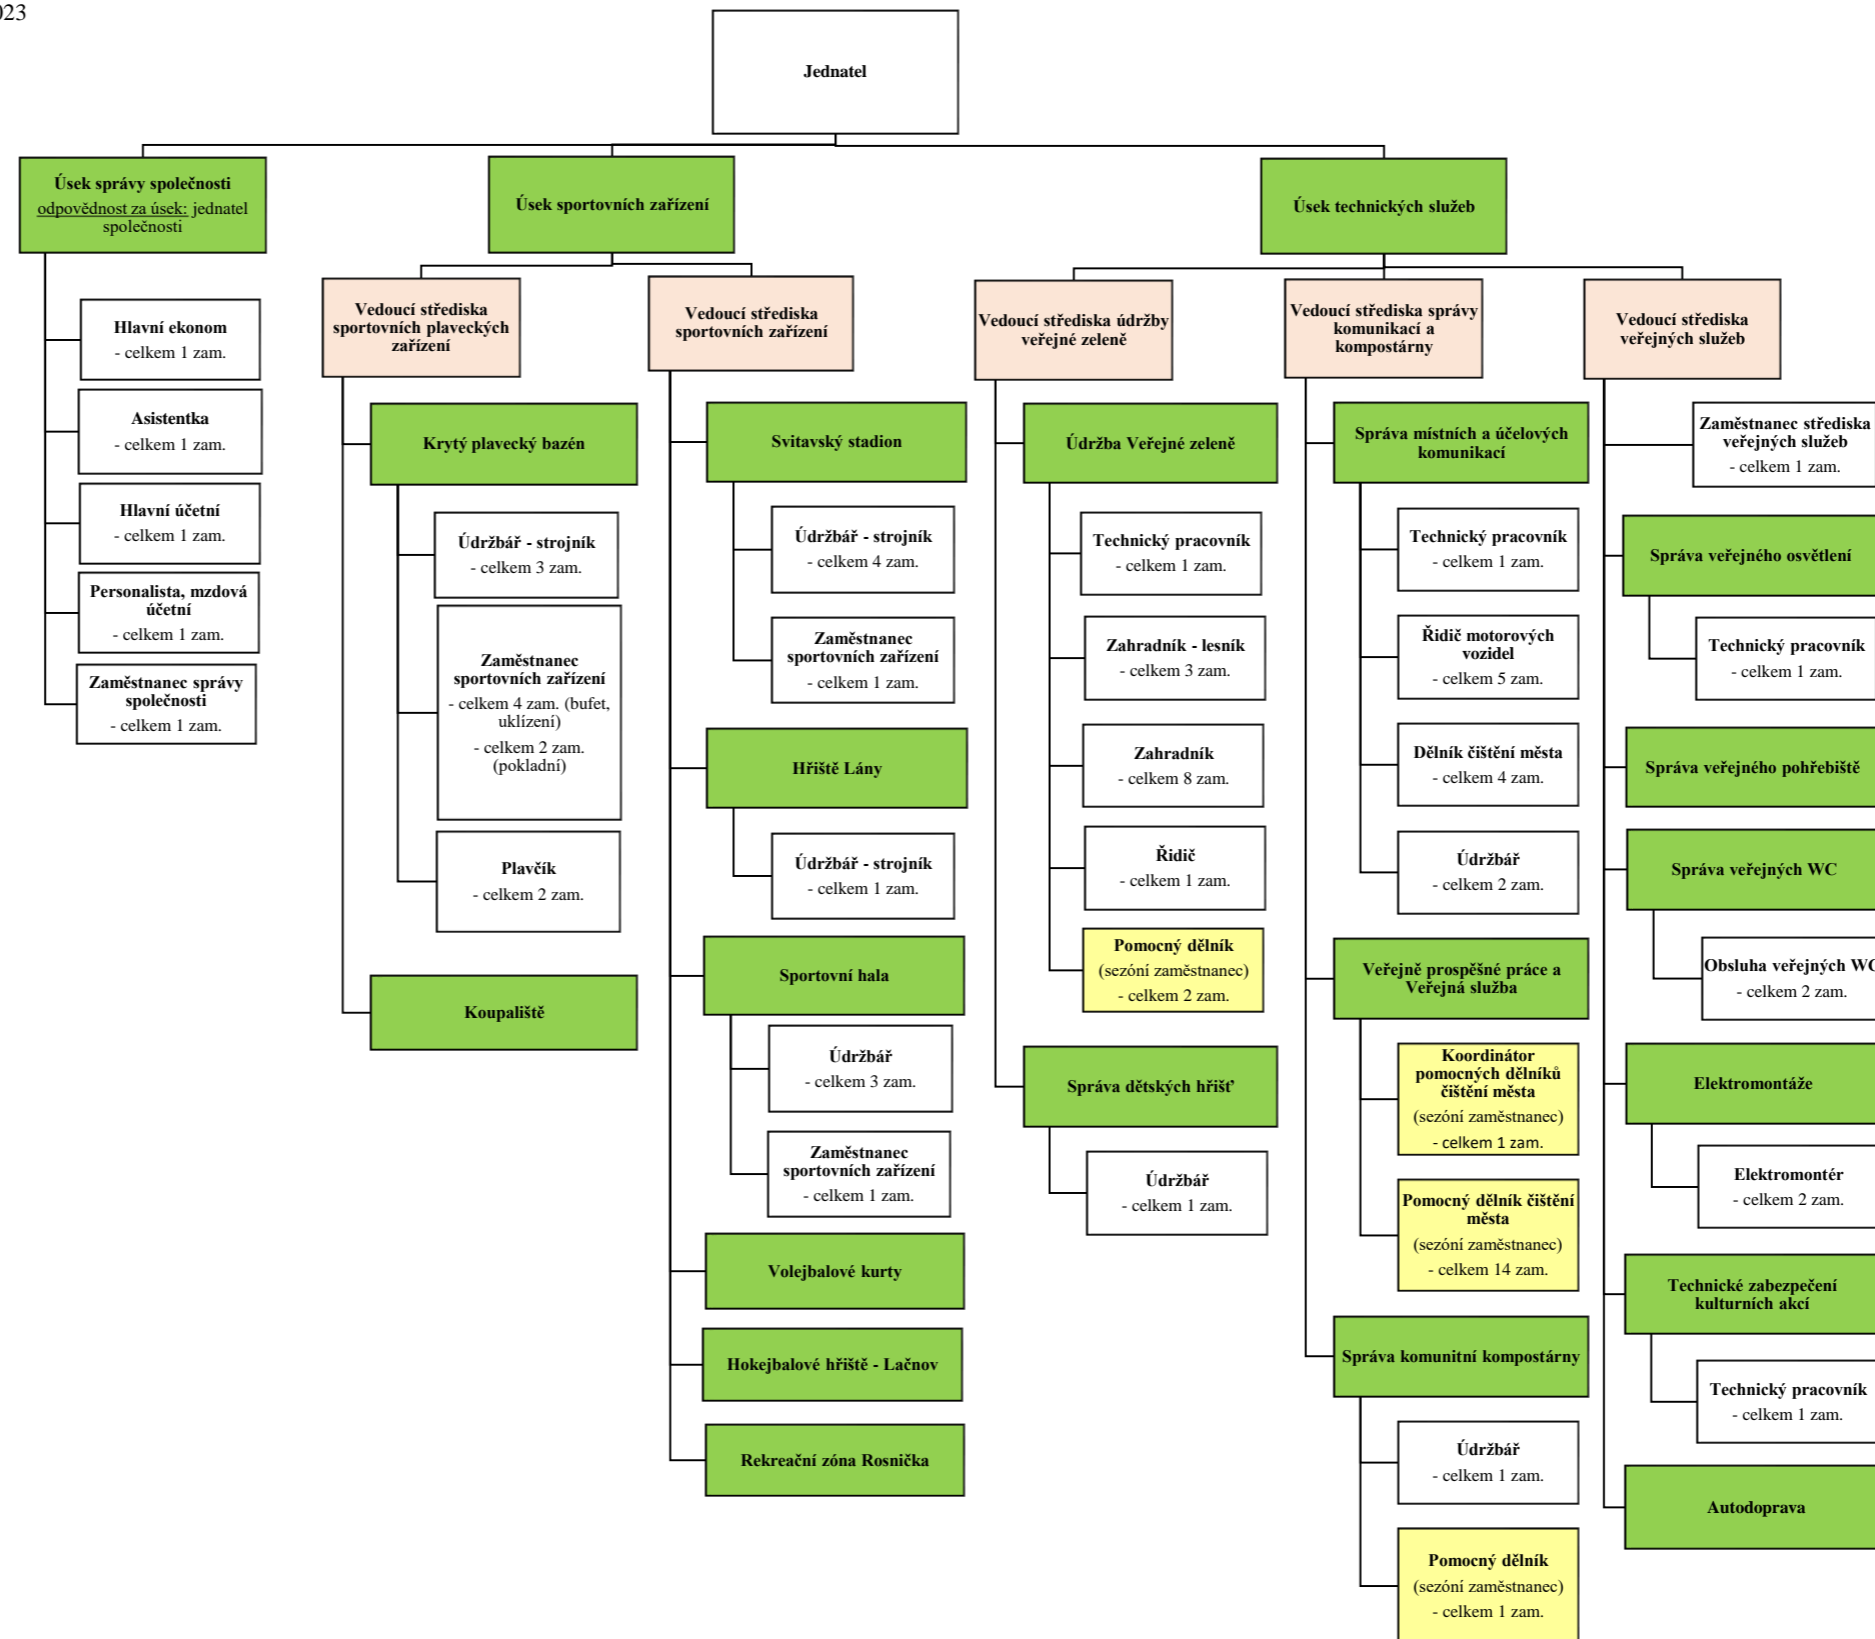 023
Jednatel
Úsek správy společnosti
odpovědnost za úsek: jednatel
společnosti
Úsek sportovních zařízení
Úsek technických služeb
Hlavní ekonom
- celkem 1 zam.
Asistentka
- celkem 1 zam.
Hlavní účetní
- celkem 1 zam.
Personalista, mzdová
účetní
- celkem 1 zam.
Zaměstnanec správy
společnosti
- celkem 1 zam.
Vedoucí střediska
sportovních plaveckých
zařízení
Krytý plavecký bazén
Údržbář - strojník
- celkem 3 zam.
Zaměstnanec
sportovních zařízení
- celkem 4 zam. (bufet,
uklízení)
- celkem 2 zam.
(pokladní)
Plavčík
- celkem 2 zam.
Koupaliště
Vedoucí střediska
sportovních zařízení
Svitavský stadion
Údržbář - strojník
- celkem 4 zam.
Zaměstnanec
sportovních zařízení
- celkem 1 zam.
Hřiště Lány
Údržbář - strojník
- celkem 1 zam.
Sportovní hala
Údržbář
- celkem 3 zam.
Zaměstnanec
sportovních zařízení
- celkem 1 zam.
Volejbalové kurty
Hokejbalové hřiště - Lačnov
Rekreační zóna Rosnička
Vedoucí střediska údržby
veřejné zeleně
Údržba Veřejné zeleně
Technický pracovník
- celkem 1 zam.
Zahradník - lesník
- celkem 3 zam.
Zahradník
- celkem 8 zam.
Řidič
- celkem 1 zam.
Pomocný dělník
(sezóní zaměstnanec)
- celkem 2 zam.
Správa dětských hřišť
Údržbář
- celkem 1 zam.
Vedoucí střediska správy
komunikací a
kompostárny
Správa místních a účelových
komunikací
Technický pracovník
- celkem 1 zam.
Řidič motorových
vozidel
- celkem 5 zam.
Dělník čištění města
- celkem 4 zam.
Údržbář
- celkem 2 zam.
Veřejně prospěšné práce a
Veřejná služba
Koordinátor
pomocných dělníků
čištění města
(sezóní zaměstnanec)
- celkem 1 zam.
Pomocný dělník čištění
města
(sezóní zaměstnanec)
- celkem 14 zam.
Správa komunitní kompostárny
Údržbář
- celkem 1 zam.
Pomocný dělník
(sezóní zaměstnanec)
- celkem 1 zam.
Vedoucí střediska
veřejných služeb
Zaměstnanec střediska
veřejných služeb
- celkem 1 zam.
Správa veřejného osvětlení
Technický pracovník
- celkem 1 zam.
Správa veřejného pohřebiště
Správa veřejných WC
Obsluha veřejných WC
- celkem 2 zam.
Elektromontáže
Elektromontér
- celkem 2 zam.
Technické zabezpečení
kulturních akcí
Technický pracovník
- celkem 1 zam.
Autodoprava